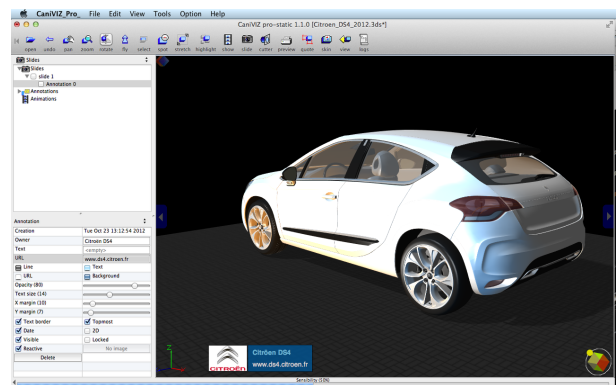 CaniVIZ_Pro_ File Edit View Tools Option Help
CaniVIZ pro-static 1.1.0 [Citroen_DS4_2012.3ds*]
open undo pan zoom rotate fly select spot stretch highlight show slide cutter preview quote skin view logs
Slides
Slides
slide 1
Annotation 0
Annotations
Animations
Annotation
Creation Tue Oct 23 13:12:54 2012
Owner Citroën DS4
Text <empty>
URL www.ds4.citroen.fr
Line Text
URL Background
Opacity (80)
Text size (14)
X margin (10)
Y margin (7)
Text border Topmost
Date 2D
Visible Locked
Reactive No image
Delete
Z
CITROËN
Citröen DS4
www.ds4.citroen.fr
Sensibility (50%)